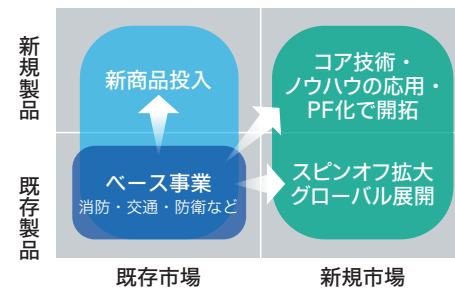 新規製品
新商品投入
コア技術・
ノウハウの応用・
PF化で開拓
既存製品
ベース事業
消防・交通・防衛など
スピンオフ拡大
グローバル展開
既存市場
新規市場